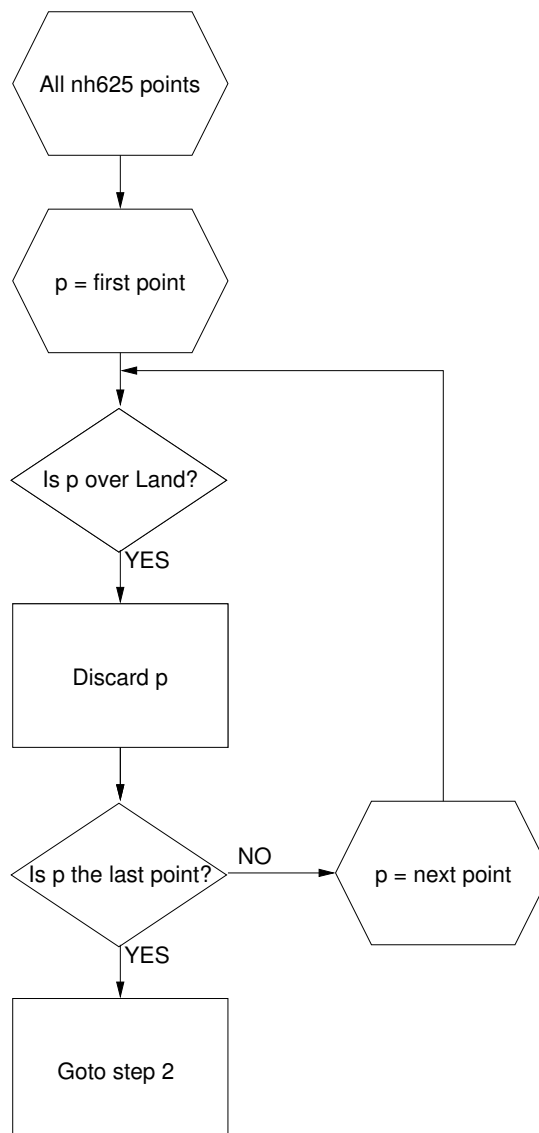 All nh625 points
p = first point
Is p over Land?
YES
Discard p
Is p the last point?
NO
p = next point
YES
Goto step 2